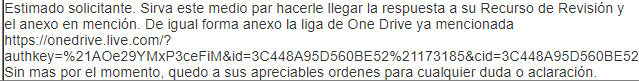 Estimado solicitante. Sirva este medio par hacerle llegar la respuesta a su Recurso de Revisión y
el anexo en mención. De igual forma anexo la liga de One Drive ya mencionada
https://onedrive.live.com/?
authkey=%21AOe29YMxP3ceFiM&id=3C448A95D560BE52%21173185&cid=3C448A95D560BE52
Sin mas por el momento, quedo a sus apreciables ordenes para cualquier duda o aclaración.